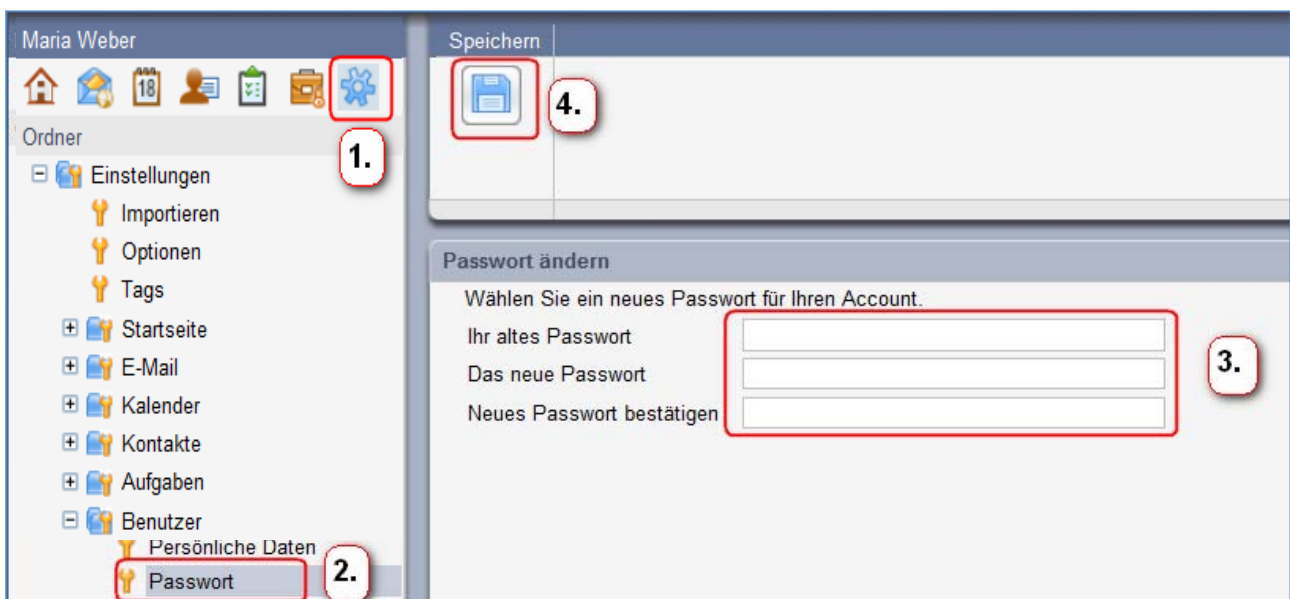 Maria Weber
18
1.
Ordner
Einstellungen
Importieren
Optionen
Tags
Startseite
E-Mail
Kalender
Kontakte
Aufgaben
Benutzer
Persönliche Daten
Passwort
2.
Speichern
4.
Passwort ändern
Wählen Sie ein neues Passwort für Ihren Account.
Ihr altes Passwort
Das neue Passwort
Neues Passwort bestätigen
3.